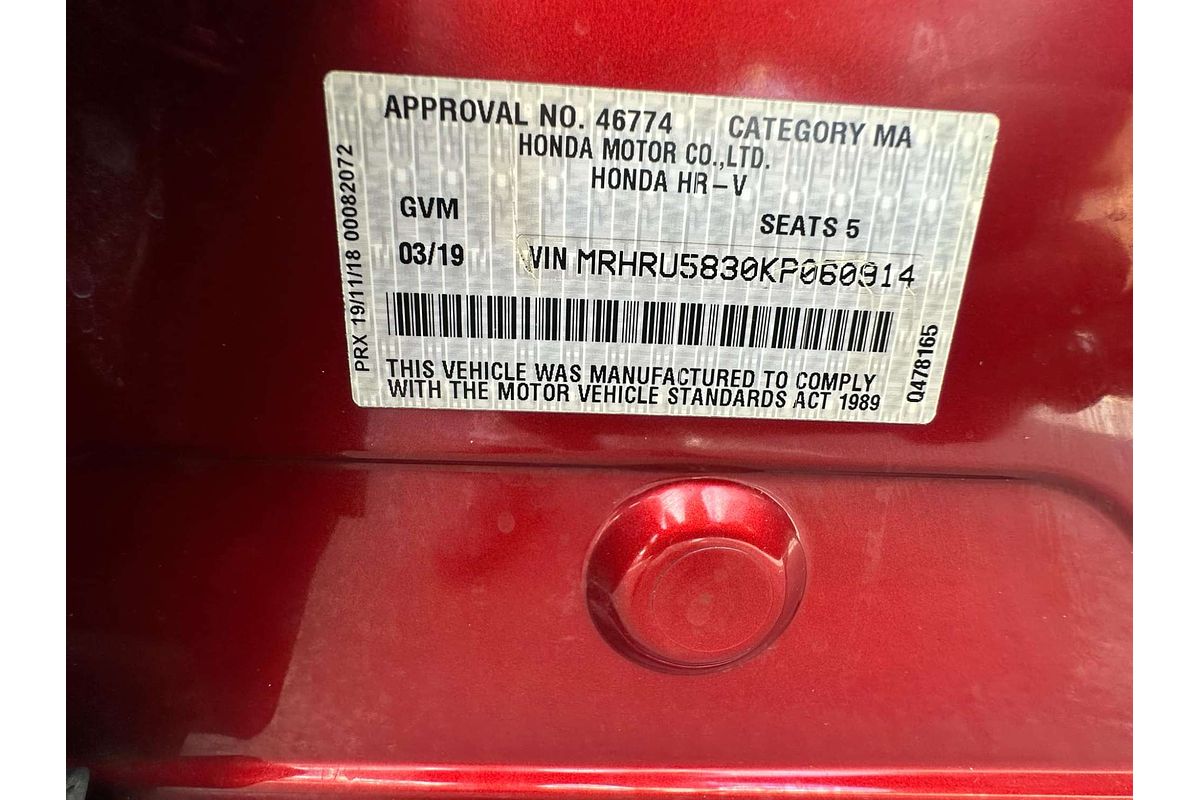 APPROVAL NO. 46774 CATEGORY MA
HONDA MOTOR CO.,LTD.
HONDA HR-V
GVM SEATS 5
03/19 VIN MRHRU5830KP060914
THIS VEHICLE WAS MANUFACTURED TO COMPLY
WITH THE MOTOR VEHICLE STANDARDS ACT 1989
PRX 19/11/18 00082072
Q478165